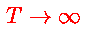 T → ∞